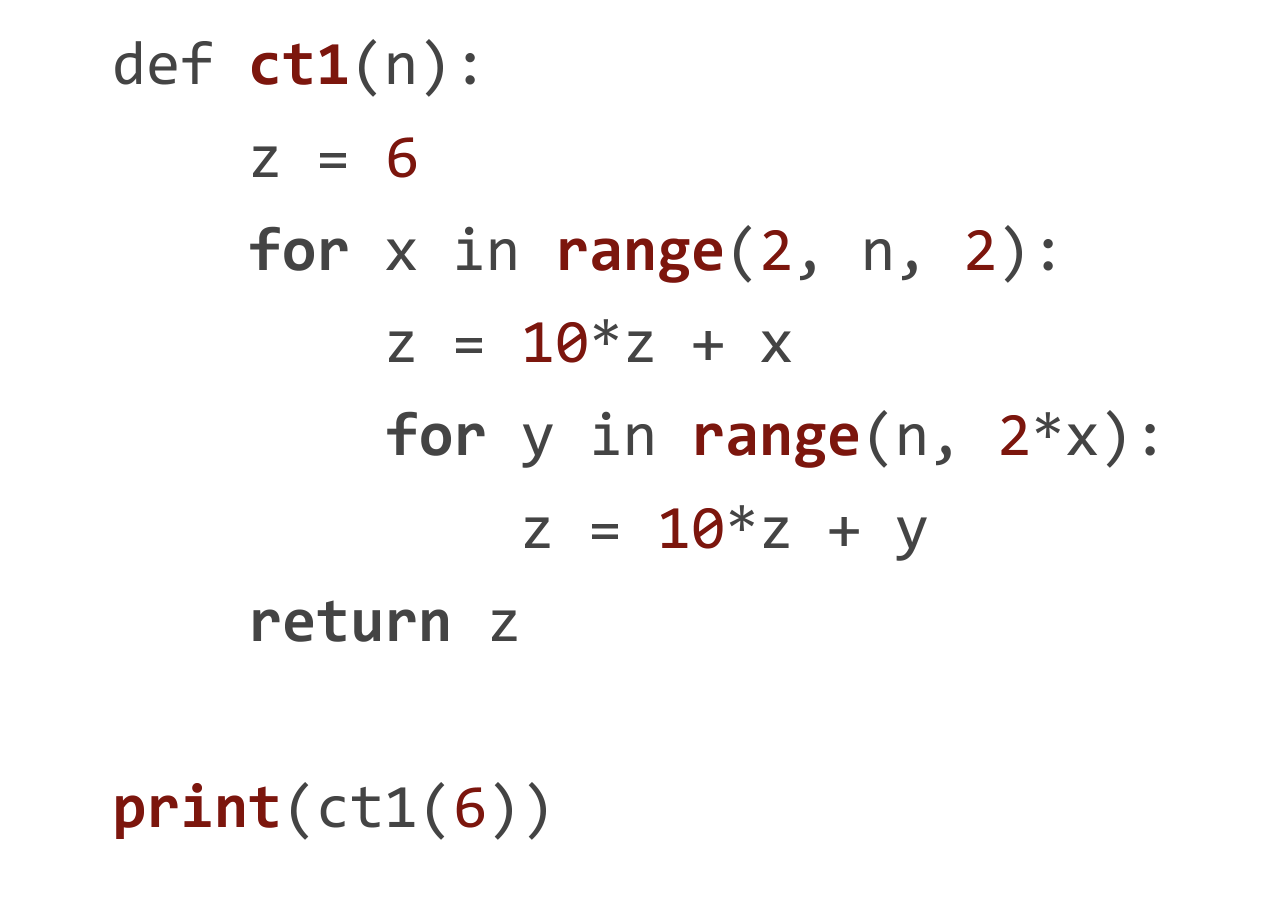 def ct1(n):
    z = 6
    for x in range(2, n, 2):
        z = 10*z + x
        for y in range(n, 2*x):
            z = 10*z + y
    return z

print(ct1(6))